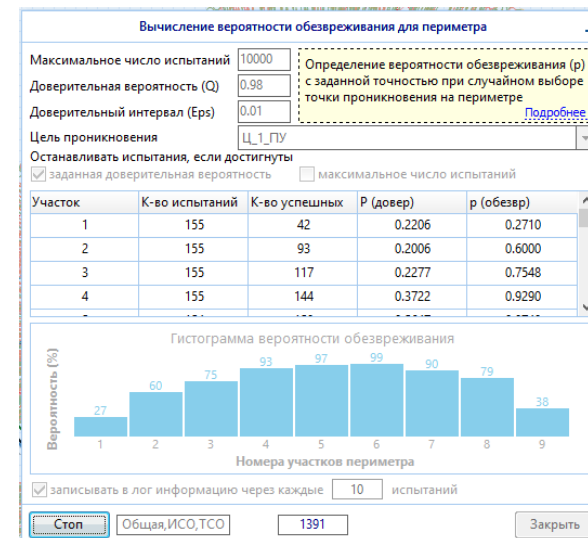 Вычисление вероятности обезвреживания для периметра
Максимальное число испытаний 10000
Доверительная вероятность (Q) 0.98
Доверительный интервал (Eps) 0.01
Определение вероятности обезвреживания (p)
с заданной точностью при случайном выборе
точки проникновения на периметре
Подробнее
Цель проникновения Ц_1_ПУ
Останавливать испытания, если достигнуты
заданная доверительная вероятность максимальное число испытаний
Участок К-во испытаний К-во успешных P (довер) p (обезвр)
1 155 42 0.2206 0.2710
2 155 93 0.2006 0.6000
3 155 117 0.2277 0.7548
4 155 144 0.3722 0.9290
Гистограмма вероятности обезвреживания
Вероятность (%)
27 60 75 93 97 99 90 79 38
1 2 3 4 5 6 7 8 9
Номера участков периметра
записывать в лог информацию через каждые 10 испытаний
Стоп Общая,ИСО,ТСО 1391 Закрыть